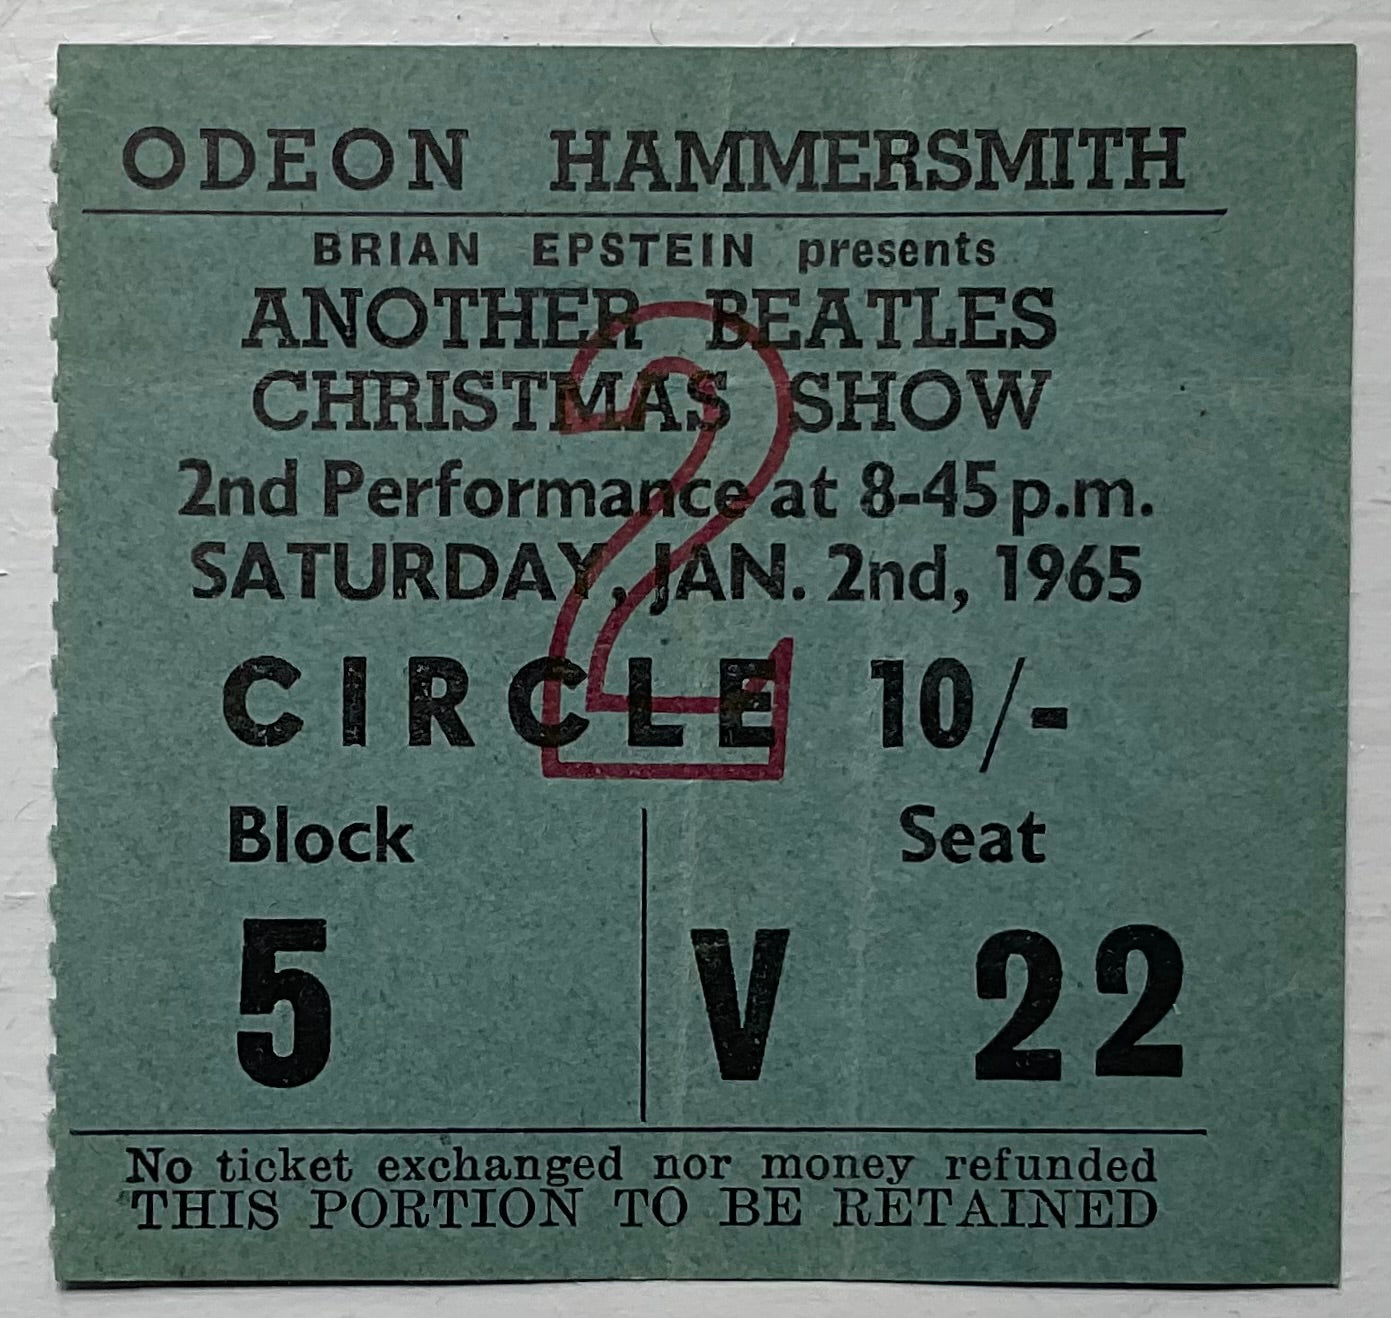 ODEON HAMMERSMITH
BRIAN EPSTEIN presents
ANOTHER BEATLES
CHRISTMAS SHOW
2nd Performance at 8-45 p.m.
SATURDAY, JAN. 2nd, 1965
CIRCLE 10/-
2
Block Seat
5 V 22
No ticket exchanged nor money refunded
THIS PORTION TO BE RETAINED